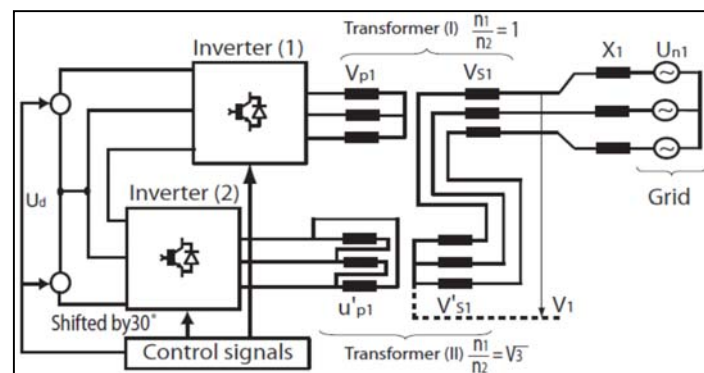 Transformer (I) n1/n2 = 1
Inverter (1)
Vp1
VS1
X1
Un1
Grid
Ud
Inverter (2)
u'p1
V'S1
V1
Shifted by30°
Control signals
Transformer (II) n1/n2 = V3